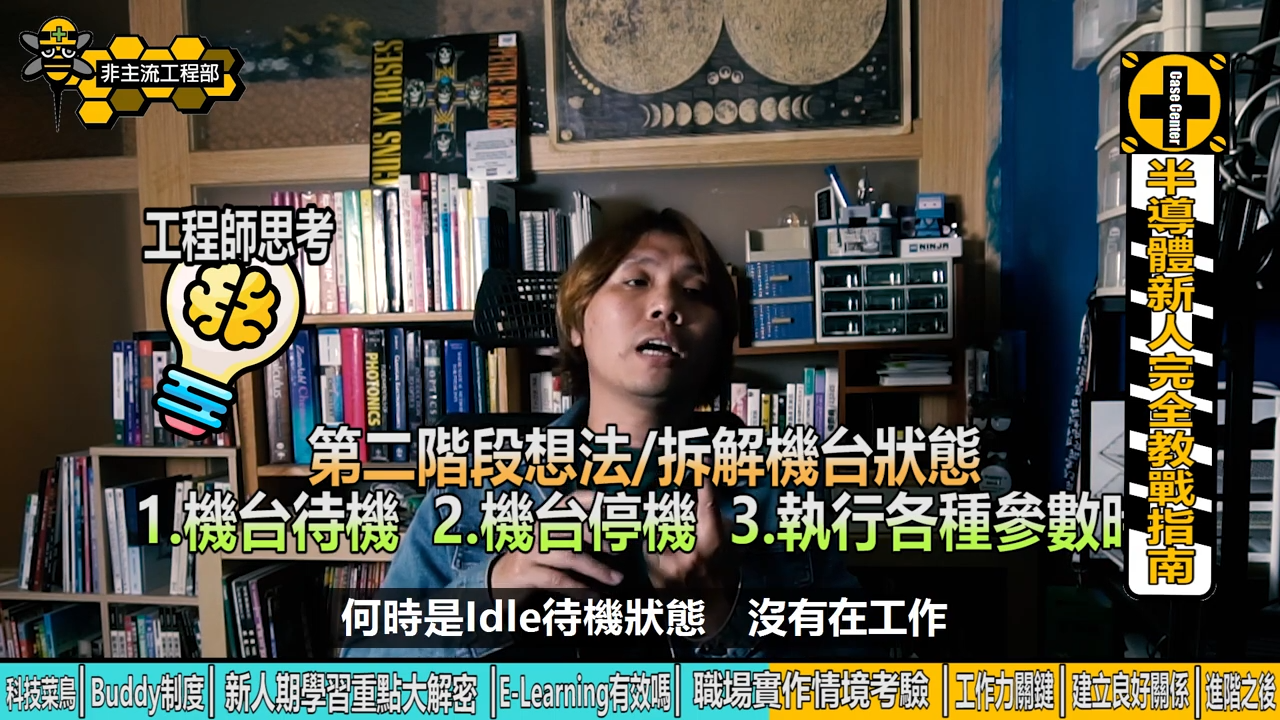 非主流工程部
GUNS N' ROSES
APPETITE FOR DES
Case Center
半導體新人完全教戰指南
工程師思考
NINJA
PHOTONICS
第二階段想法/拆解機台狀態
1.機台待機 2.機台停機 3.執行各種參數時
何時是Idle待機狀態 沒有在工作
科技菜鳥 Buddy制度 新人期學習重點大解密 E-Learning有效嗎 職場實作情境考驗 工作力關鍵 建立良好關係 進階之後